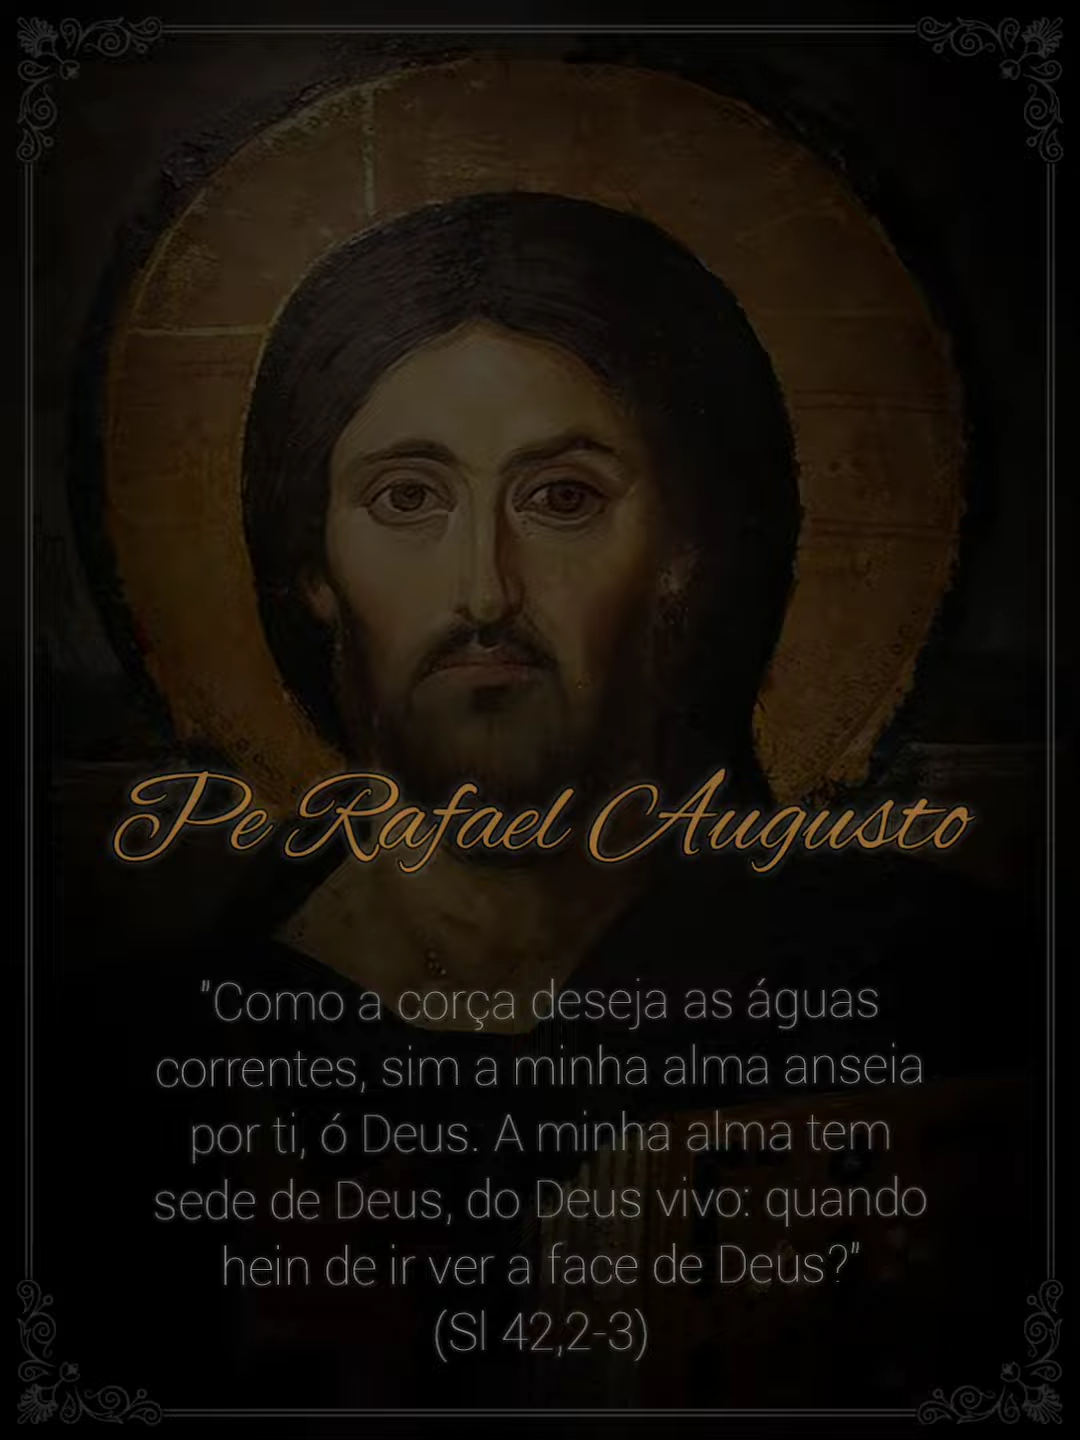 Pe Rafael Augusto
"Como a corça deseja as águas
correntes, sim a minha alma anseia
por ti, ó Deus. A minha alma tem
sede de Deus, do Deus vivo: quando
hein de ir ver a face de Deus?"
(Sl 42,2-3)